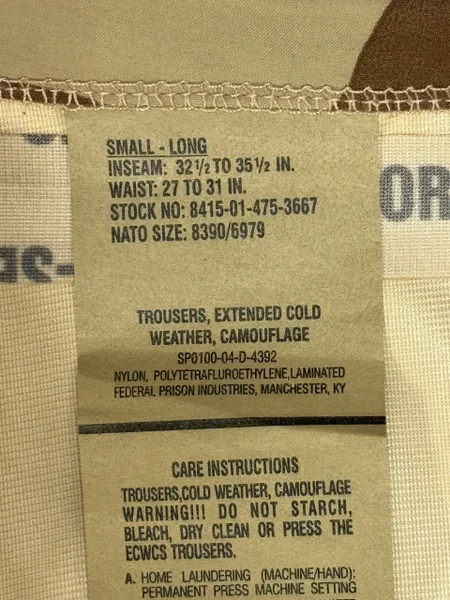 SMALL - LONG
INSEAM: 32½ TO 35½ IN.
WAIST: 27 TO 31 IN.
STOCK NO: 8415-01-475-3667
NATO SIZE: 8390/6979
OR
TROUSERS, EXTENDED COLD
WEATHER, CAMOUFLAGE
SP0100-04-D-4392
NYLON, POLYTETRAFLUROETHYLENE,LAMINATED
FEDERAL PRISON INDUSTRIES, MANCHESTER, KY
CARE INSTRUCTIONS
TROUSERS,COLD WEATHER, CAMOUFLAGE
WARNING!!! DO NOT STARCH,
BLEACH, DRY CLEAN OR PRESS THE
ECWCS TROUSERS.
A. HOME LAUNDERING (MACHINE/HAND):
PERMANENT PRESS MACHINE SETTING